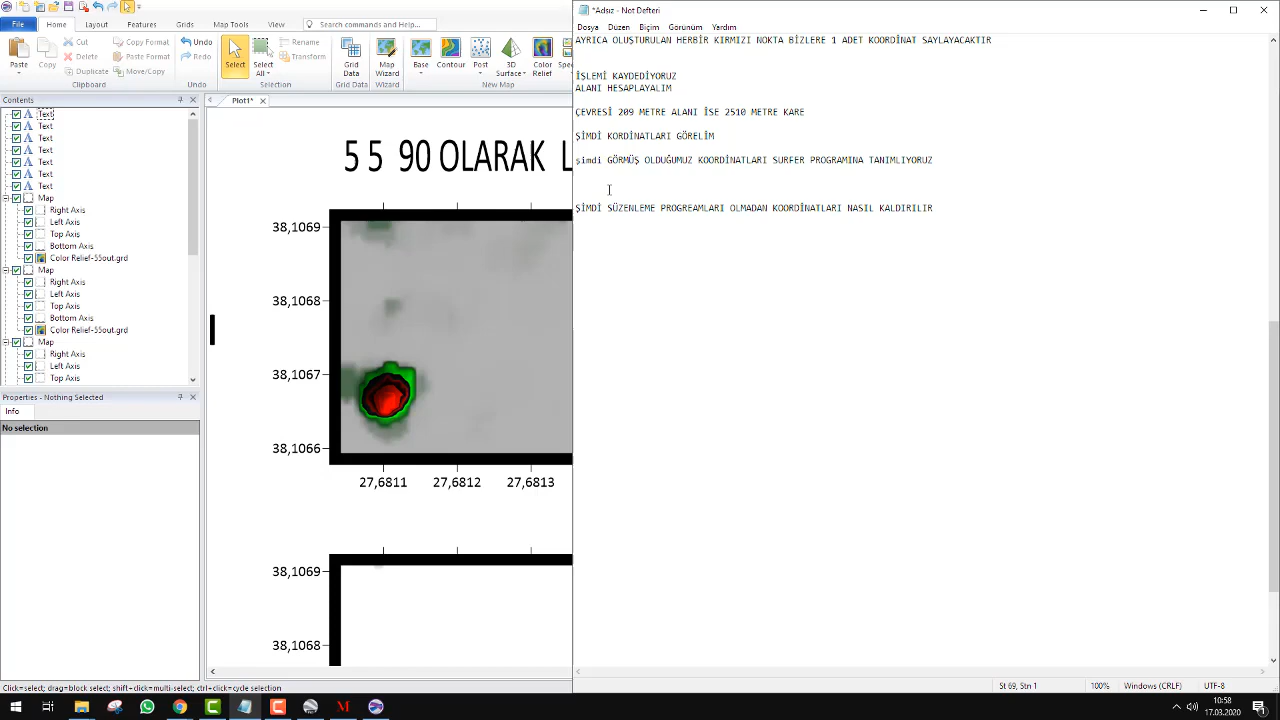 File
Home
Layout
Features
Grids
Map Tools
View
Search commands...
Paste
Copy
Cut
Delete
Duplicate
Copy Format
Paste Format
Move/Copy
Clipboard
Undo
Repeat
Undo
Select
Select
All
Rename
Properties
Selection
Grid
Data
Grid Data
Map
Wizard
Wizard
Base
Contour
Post
3D
Surface
Color
Relief
New Map
Contents
Text
Text
Text
Text
Text
Text
Text
Map
Right Axis
Left Axis
Top Axis
Bottom Axis
Color Relief-55out.grd
Map
Right Axis
Left Axis
Top Axis
Bottom Axis
Color Relief-55out.grd
Map
Right Axis
Left Axis
Top Axis
Properties - Nothing Selected
Info
No selection
Plot1*
5 5 90 OLARAK
38,1069
38,1068
38,1067
38,1066
27,6811 27,6812 27,6813
38,1069
38,1068
Click=select; drag=block select; shift+click=multi-select; ctrl+click=cycle selection
*Adsız - Not Defteri
Dosya Düzen Biçim Görünüm Yardım
AYRICA OLUŞTURULAN HERBİR KIRMIZI NOKTA BİZLERE 1 ADET KOORDİNAT SAYLAYACAKTIR
İŞLEMİ KAYDEDİYORUZ
ALANI HESAPLAYALIM
ÇEVRESİ 209 METRE ALANI İSE 2510 METRE KARE
ŞİMDİ KORDİNATLARI GÖRELİM
şimdi GÖRMÜŞ OLDUĞUMUZ KOORDİNATLARI SURFER PROGRAMINA TANIMLIYORUZ
ŞİMDİ SÜZENLEME PROGREAMLARI OLMADAN KOORDİNATLARI NASIL KALDIRILIR
St 69, Stn 1
100%
Windows (CRLF)
UTF-8
10:58
17.03.2020